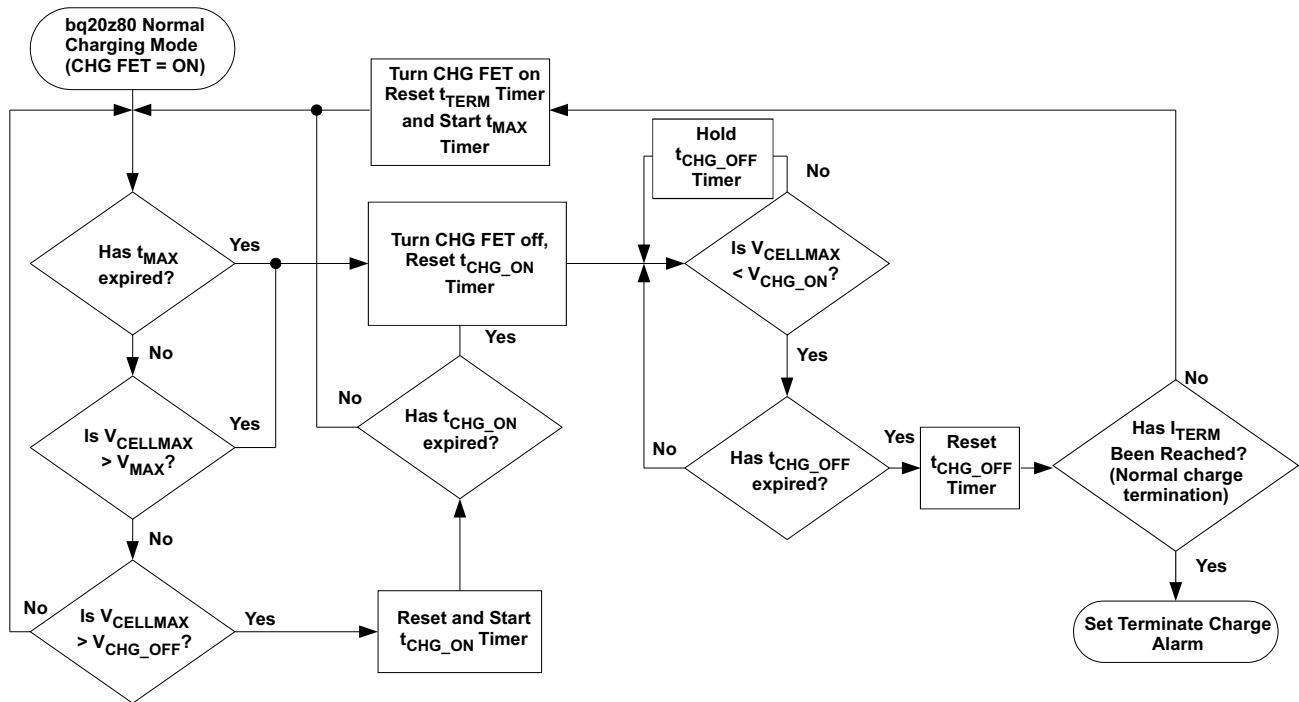 bq20z80 Normal
Charging Mode
(CHG FET = ON)
Turn CHG FET on
Reset tTERM Timer
and Start tMAX
Timer
Hold
tCHG_OFF
Timer
No
Has tMAX
expired?
Yes
Turn CHG FET off,
Reset tCHG_ON
Timer
Is VCELLMAX
< VCHG_ON?
No
Yes
Yes
Is VCELLMAX
> VMAX?
Yes
No
Has tCHG_ON
expired?
No
Has tCHG_OFF
expired?
Yes
Reset
tCHG_OFF
Timer
No
Has ITERM
Been Reached?
(Normal charge
termination)
No
Yes
No
Is VCELLMAX
> VCHG_OFF?
Yes
Reset and Start
tCHG_ON Timer
Set Terminate Charge
Alarm